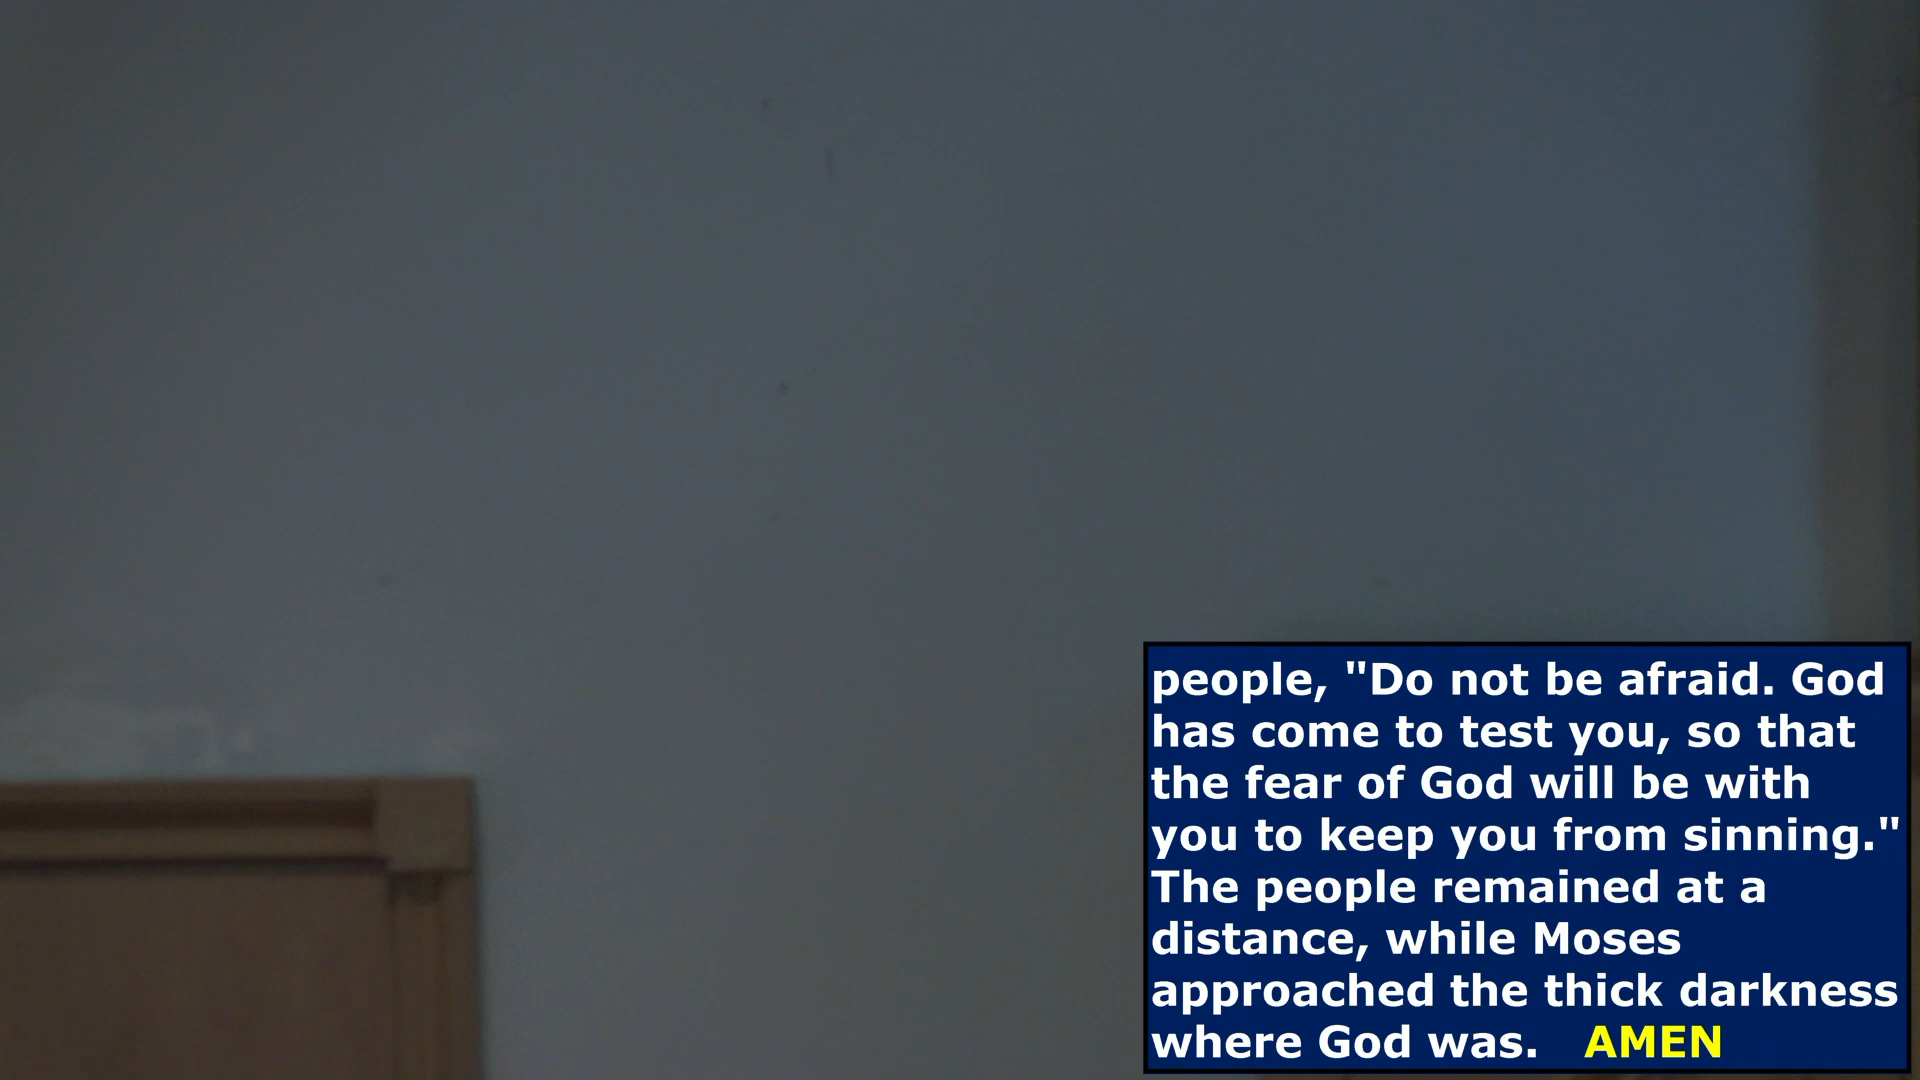 people, "Do not be afraid. God
has come to test you, so that
the fear of God will be with
you to keep you from sinning."
The people remained at a
distance, while Moses
approached the thick darkness
where God was. AMEN